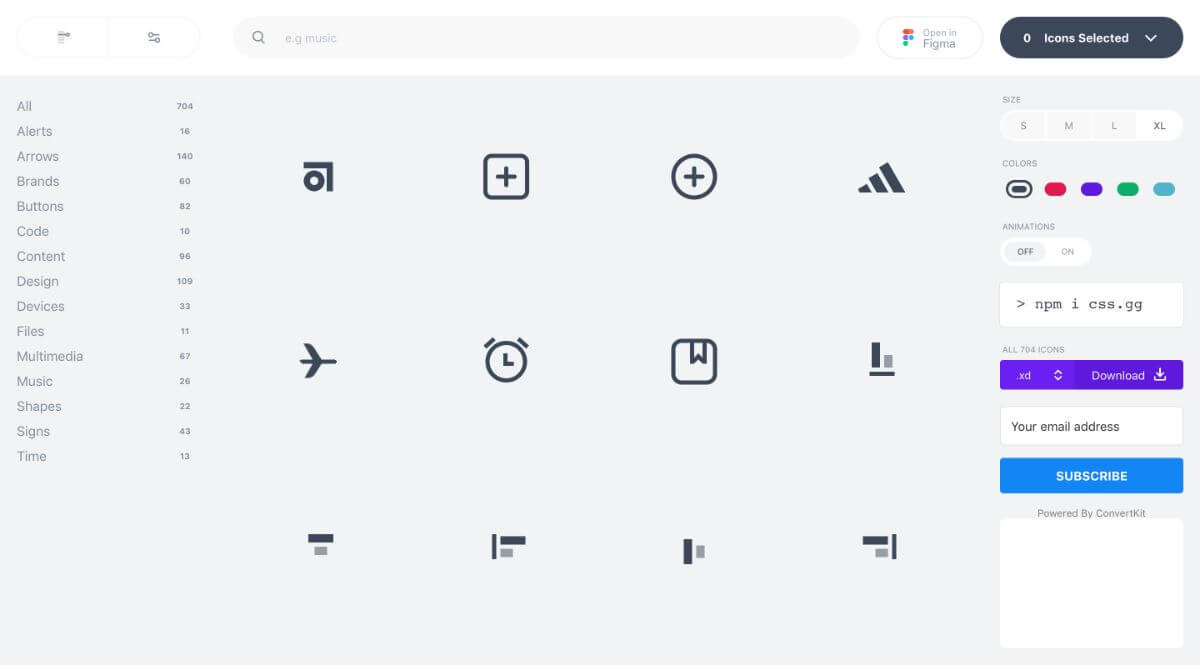 e.g music
Open in
Figma
0 Icons Selected
All 704
Alerts 16
Arrows 140
Brands 60
Buttons 82
Code 10
Content 96
Design 109
Devices 33
Files 11
Multimedia 67
Music 26
Shapes 22
Signs 43
Time 13
SIZE
S M L XL
COLORS
ANIMATIONS
OFF ON
> npm i css.gg
ALL 704 ICONS
.xd Download
Your email address
SUBSCRIBE
Powered By ConvertKit